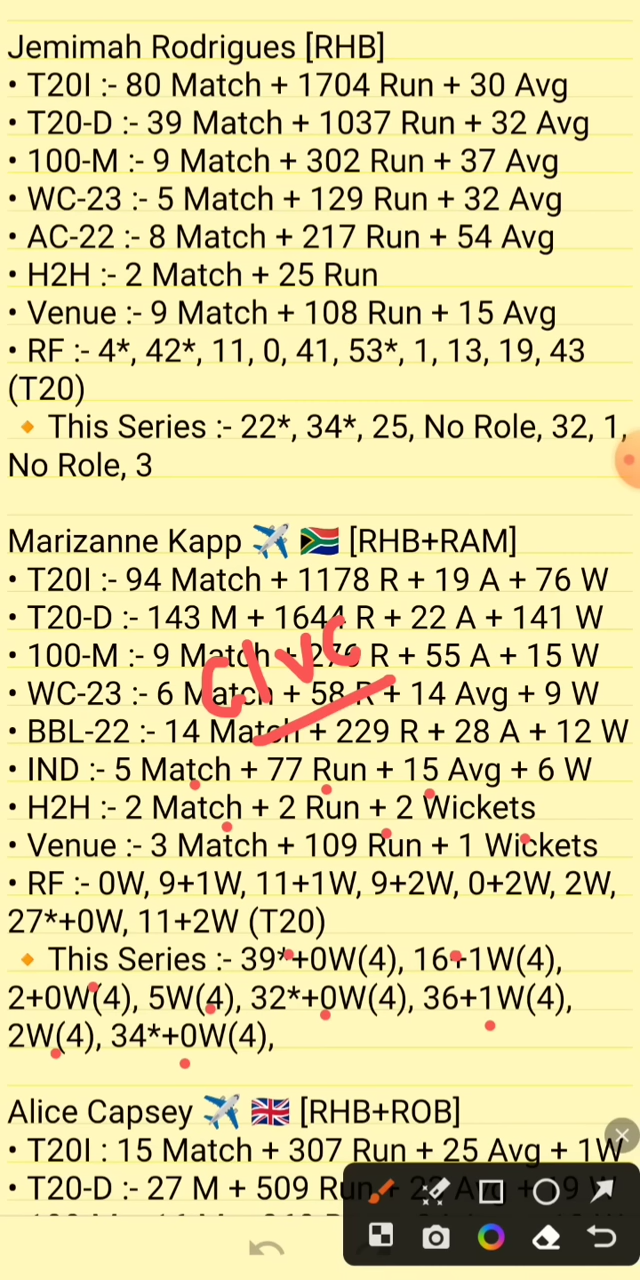 Jemimah Rodrigues [RHB]
• T20I :- 80 Match + 1704 Run + 30 Avg
• T20-D :- 39 Match + 1037 Run + 32 Avg
• 100-M :- 9 Match + 302 Run + 37 Avg
• WC-23 :- 5 Match + 129 Run + 32 Avg
• AC-22 :- 8 Match + 217 Run + 54 Avg
• H2H :- 2 Match + 25 Run
• Venue :- 9 Match + 108 Run + 15 Avg
• RF :- 4*, 42*, 11, 0, 41, 53*, 1, 13, 19, 43
(T20)
🔸This Series :- 22*, 34*, 25, No Role, 32, 1,
No Role, 3
Marizanne Kapp ✈️ 🇿🇦 [RHB+RAM]
• T20I :- 94 Match + 1178 R + 19 A + 76 W
• T20-D :- 143 M + 1644 R + 22 A + 141 W
• 100-M :- 9 Match + 276 R + 55 A + 15 W
C/VC
• WC-23 :- 6 Match + 58 R + 14 Avg + 9 W
• BBL-22 :- 14 Match + 229 R + 28 A + 12 W
• IND :- 5 Match + 77 Run + 15 Avg + 6 W
• H2H :- 2 Match + 2 Run + 2 Wickets
• Venue :- 3 Match + 109 Run + 1 Wickets
• RF :- 0W, 9+1W, 11+1W, 9+2W, 0+2W, 2W,
27*+0W, 11+2W (T20)
🔸This Series :- 39*+0W(4), 16+1W(4),
2+0W(4), 5W(4), 32*+0W(4), 36+1W(4),
2W(4), 34*+0W(4),
Alice Capsey ✈️ 🇬🇧 [RHB+ROB]
• T20I : 15 Match + 307 Run + 25 Avg + 1W
• T20-D :- 27 M + 509 Run + Avg + 19 W